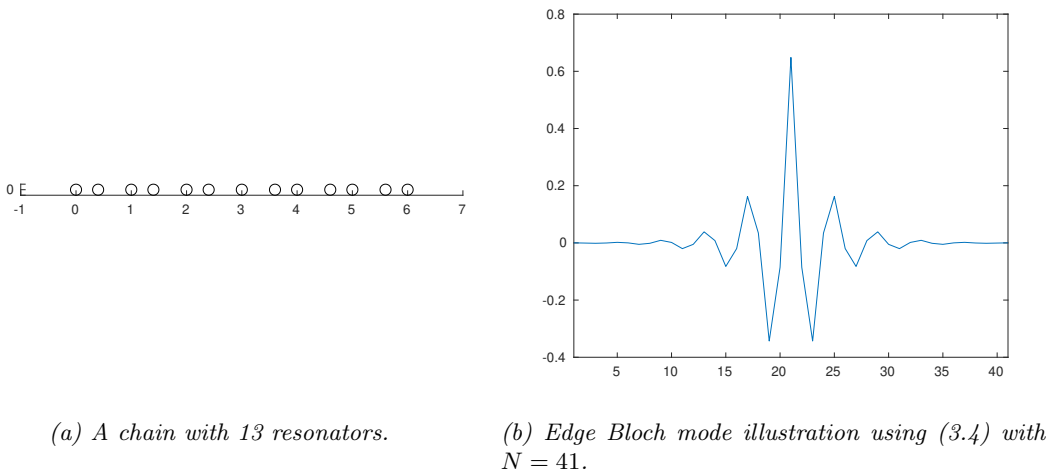 0
-1 0 1 2 3 4 5 6 7
0.8
0.6
0.4
0.2
0
-0.2
-0.4
5 10 15 20 25 30 35 40
(a) A chain with 13 resonators.
(b) Edge Bloch mode illustration using (3.4) with
N = 41.